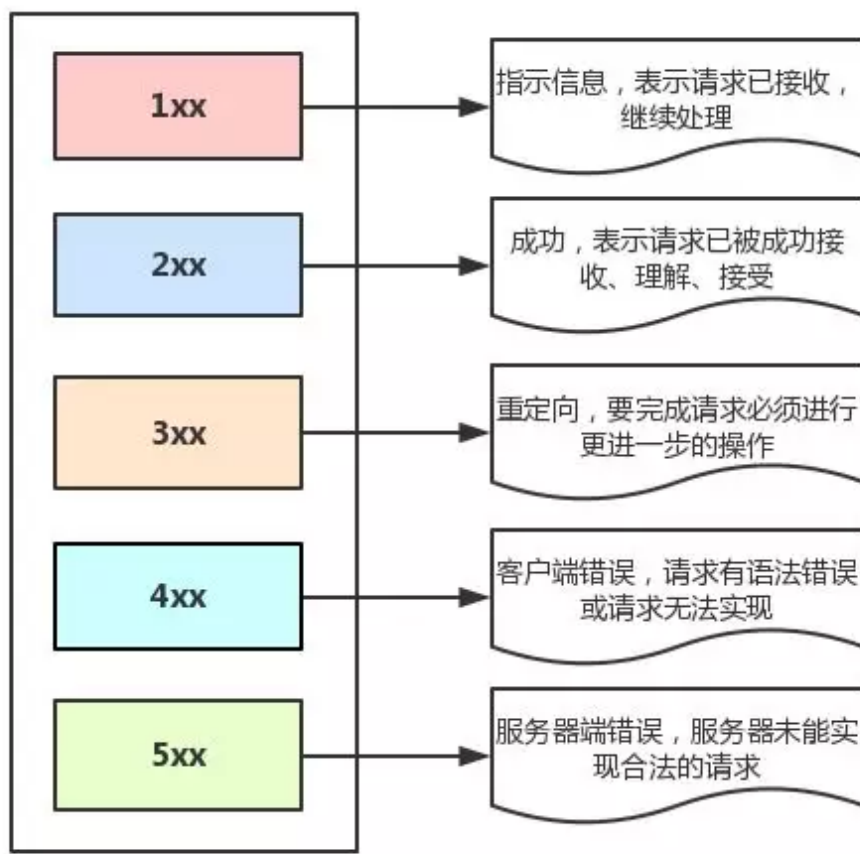 1xx
指示信息，表示请求已接收，
继续处理
2xx
成功，表示请求已被成功接
收、理解、接受
3xx
重定向，要完成请求必须进行
更进一步的操作
4xx
客户端错误，请求有语法错误
或请求无法实现
5xx
服务器端错误，服务器未能实
现合法的请求